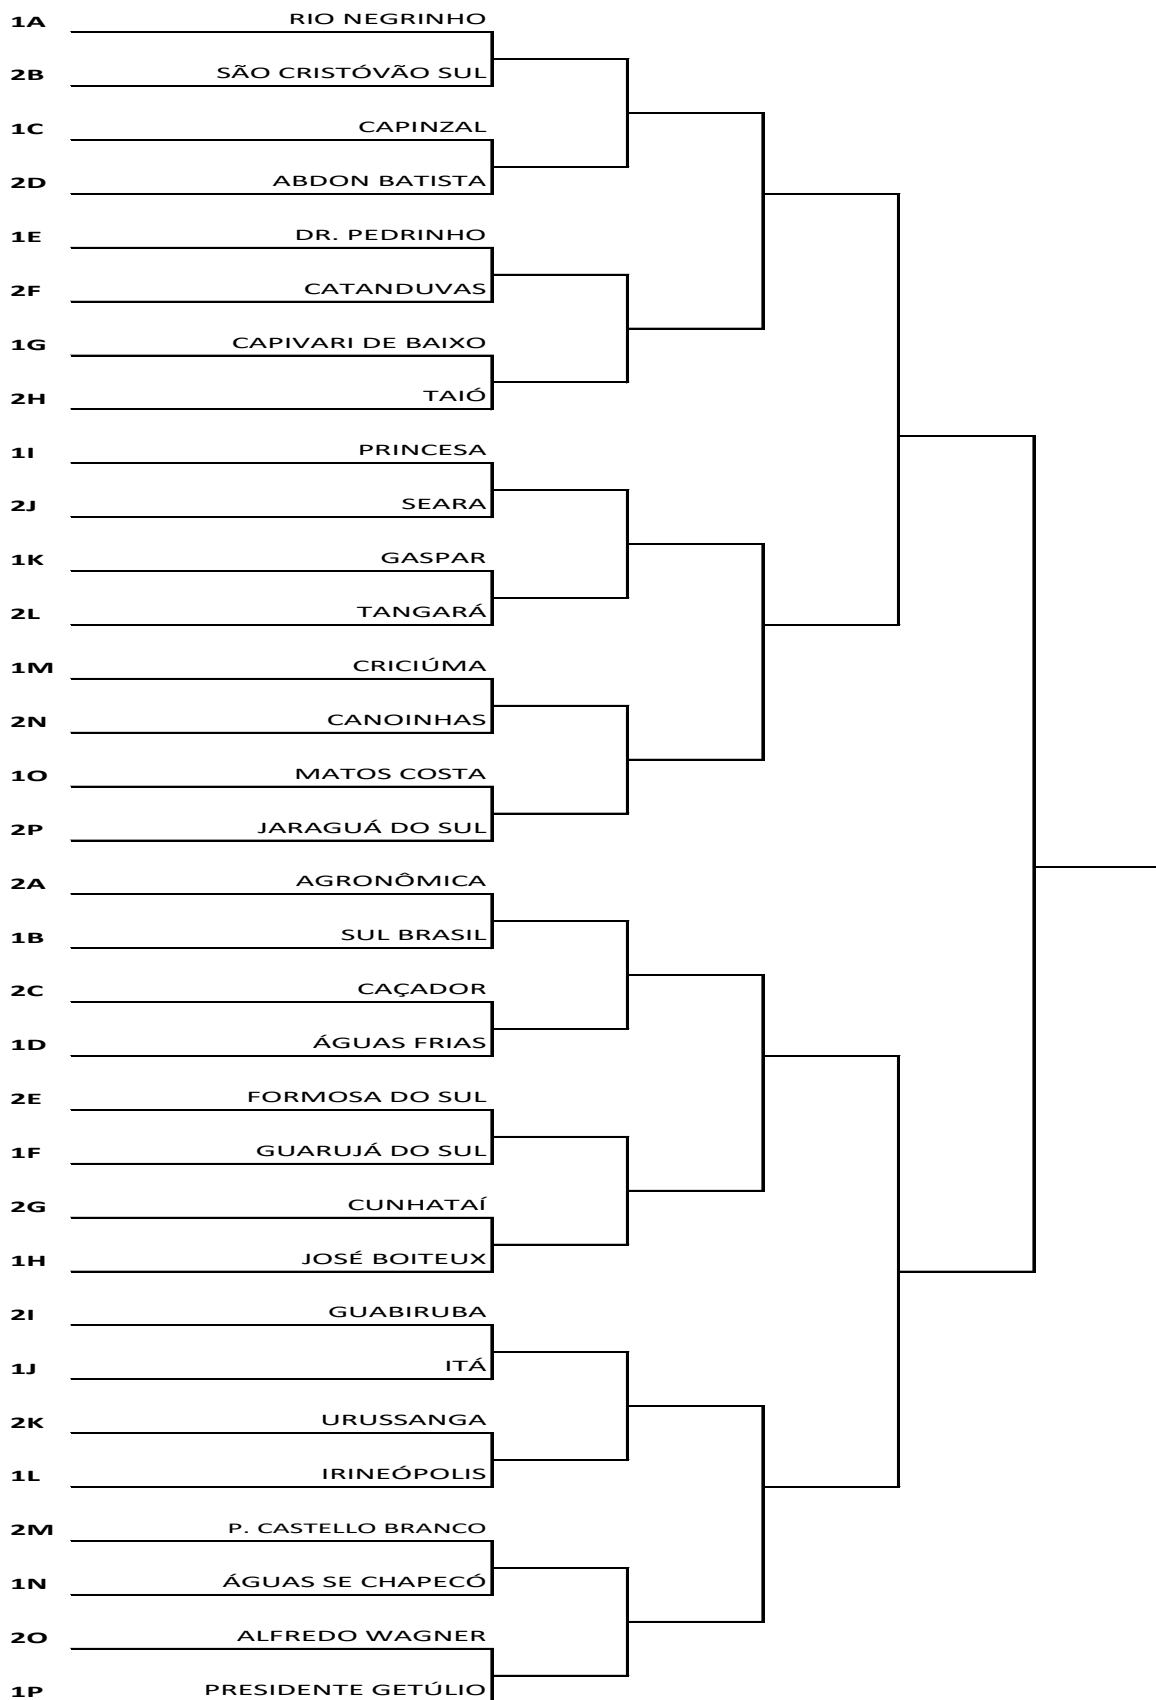 1A RIO NEGRINHO
2B SÃO CRISTÓVÃO SUL
1C CAPINZAL
2D ABDON BATISTA
1E DR. PEDRINHO
2F CATANDUVAS
1G CAPIVARI DE BAIXO
2H TAIÓ
1I PRINCESA
2J SEARA
1K GASPAR
2L TANGARÁ
1M CRICIÚMA
2N CANOINHAS
1O MATOS COSTA
2P JARAGUÁ DO SUL
2A AGRONÔMICA
1B SUL BRASIL
2C CAÇADOR
1D ÁGUAS FRIAS
2E FORMOSA DO SUL
1F GUARUJÁ DO SUL
2G CUNHATAÍ
1H JOSÉ BOITEUX
2I GUABIRUBA
1J ITÁ
2K URUSSANGA
1L IRINEÓPOLIS
2M P. CASTELLO BRANCO
1N ÁGUAS SE CHAPECÓ
2O ALFREDO WAGNER
1P PRESIDENTE GETÚLIO